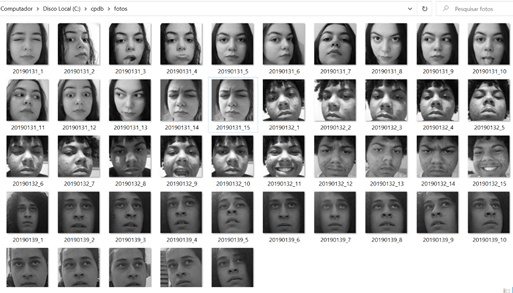 Computador > Disco Local (C:) > cpdb > fotos
Pesquisar fotos
20190131_1 20190131_2 20190131_3 20190131_4 20190131_5 20190131_6 20190131_7 20190131_8 20190131_9 20190131_10
20190131_11 20190131_12 20190131_13 20190131_14 20190131_15 20190132_1 20190132_2 20190132_3 20190132_4 20190132_5
20190132_6 20190132_7 20190132_8 20190132_9 20190132_10 20190132_11 20190132_12 20190132_13 20190132_14 20190132_15
20190139_1 20190139_2 20190139_3 20190139_4 20190139_5 20190139_6 20190139_7 20190139_8 20190139_9 20190139_10